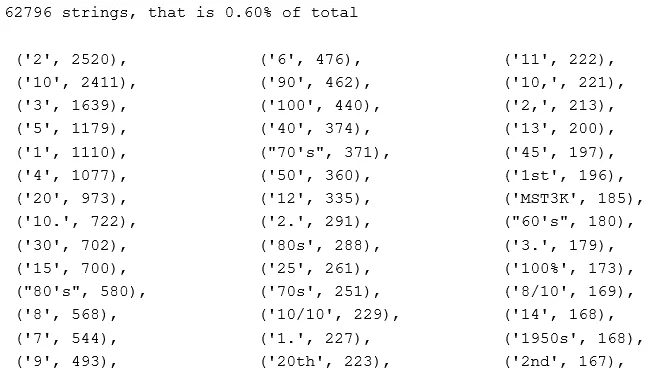 62796 strings, that is 0.60% of total
('2', 2520), ('6', 476), ('11', 222),
('10', 2411), ('90', 462), ('10,', 221),
('3', 1639), ('100', 440), ('2,', 213),
('5', 1179), ('40', 374), ('13', 200),
('1', 1110), ("70's", 371), ('45', 197),
('4', 1077), ('50', 360), ('1st', 196),
('20', 973), ('12', 335), ('MST3K', 185),
('10.', 722), ('2.', 291), ("60's", 180),
('30', 702), ('80s', 288), ('3.', 179),
('15', 700), ('25', 261), ('100%', 173),
("80's", 580), ('70s', 251), ('8/10', 169),
('8', 568), ('10/10', 229), ('14', 168),
('7', 544), ('1.', 227), ('1950s', 168),
('9', 493), ('20th', 223), ('2nd', 167),